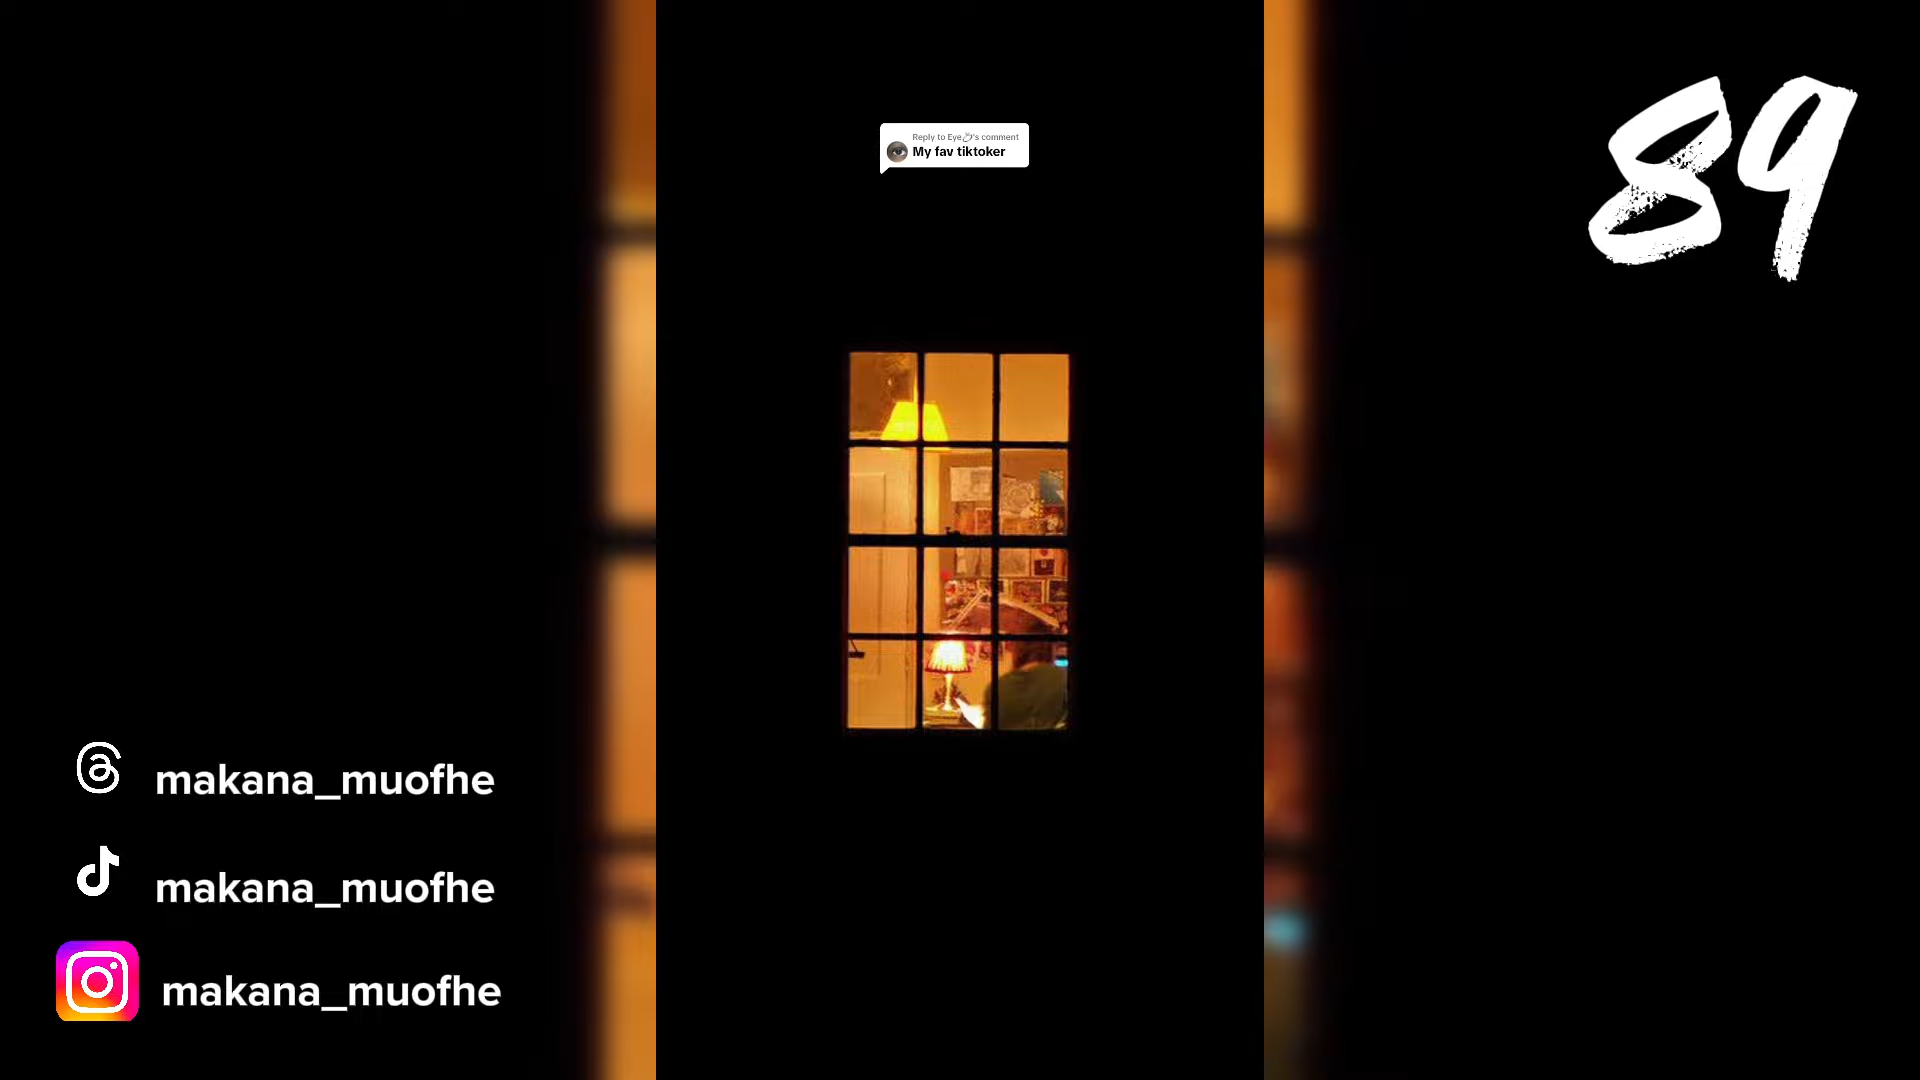 Reply to Eye's comment
My fav tiktoker
89
makana_muofhe
makana_muofhe
makana_muofhe